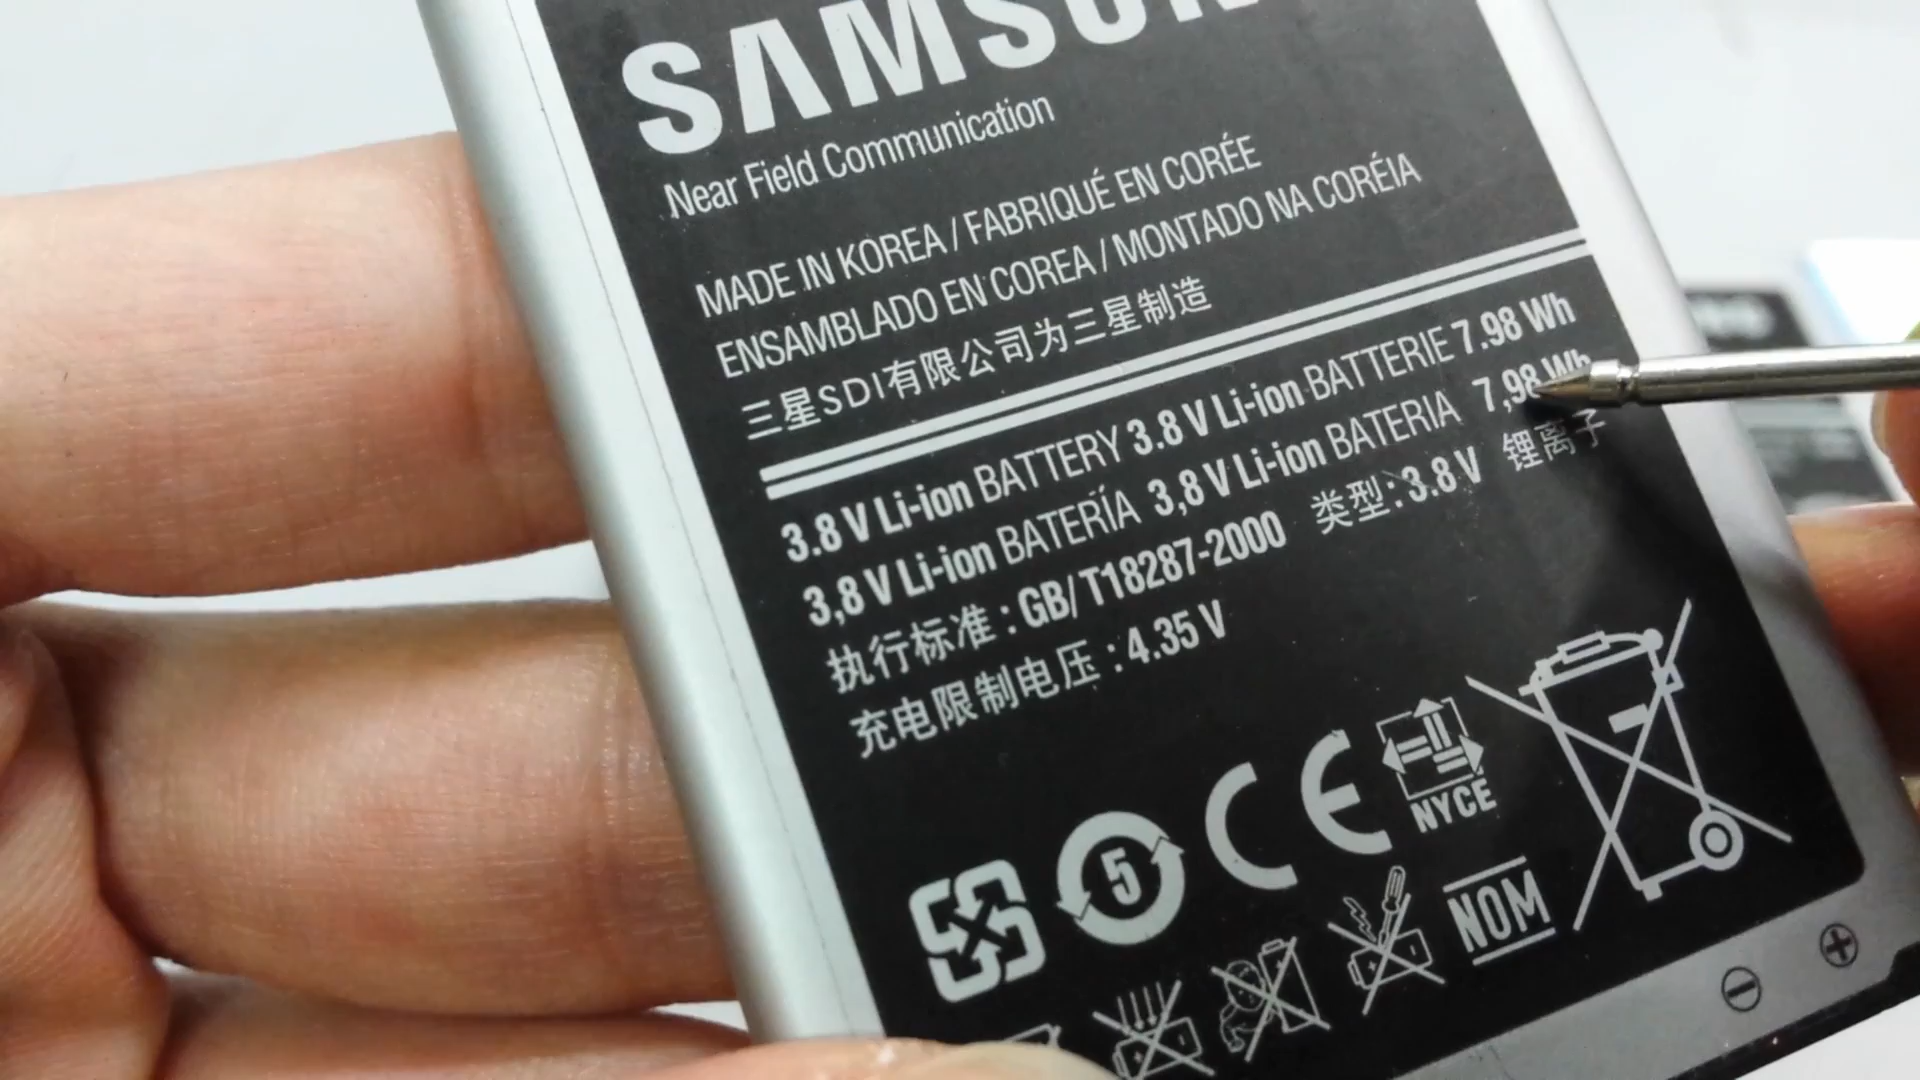 SAMSUN
Near Field Communication
MADE IN KOREA / FABRIQUÉ EN CORÉE
ENSAMBLADO EN COREA / MONTADO NA CORÉIA
三星SDI有限公司为三星制造
3.8 V Li-ion BATTERY 3.8 V Li-ion BATTERIE 7.98 Wh
3,8 V Li-ion BATERÍA 3,8 V Li-ion BATERIA 7,98 Wh
执行标准 : GB/T18287-2000 类型: 3.8 V 锂离子
充电限制电压 : 4.35 V
5
CE
NYCE
NOM